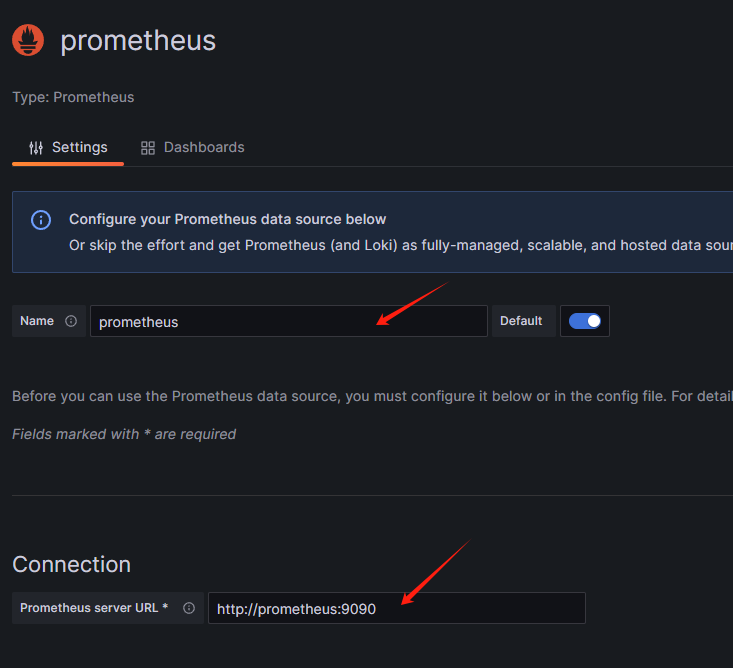 prometheus
Type: Prometheus
Settings Dashboards
Configure your Prometheus data source below
Or skip the effort and get Prometheus (and Loki) as fully-managed, scalable, and hosted data sour
Name prometheus Default
Before you can use the Prometheus data source, you must configure it below or in the config file. For detail
Fields marked with * are required
Connection
Prometheus server URL * http://prometheus:9090